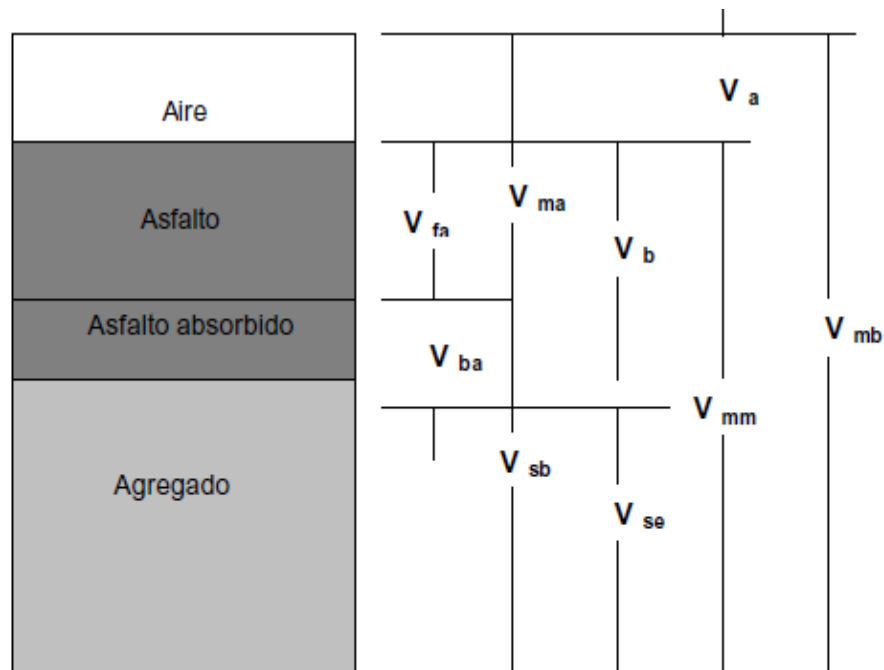 Aire
V a
Asfalto
V fa
V ma
V b
Asfalto absorbido
V ba
V mb
V mm
Agregado
V sb
V se